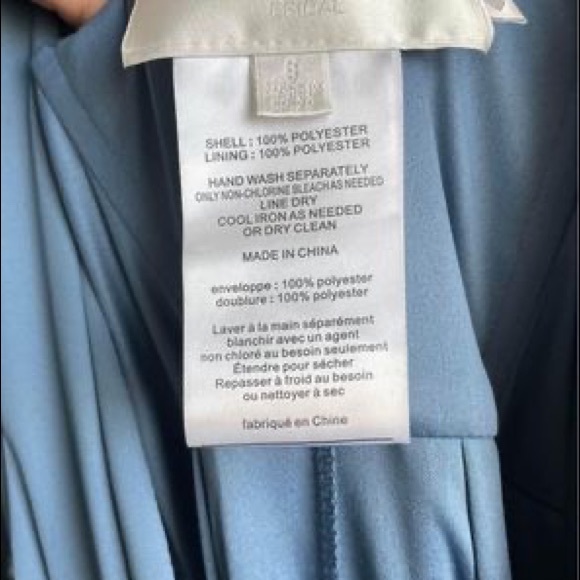 BRIDAL
SHELL : 100% POLYESTER
LINING : 100% POLYESTER
HAND WASH SEPARATELY
ONLY NON-CHLORINE BLEACH AS NEEDED
LINE DRY
COOL IRON AS NEEDED
OR DRY CLEAN
MADE IN CHINA
enveloppe : 100% polyester
doublure : 100% polyester
Laver à la main séparément
blanchir avec un agent
non chloré au besoin seulement
Étendre pour sécher
Repasser à froid au besoin
ou nettoyer à sec
fabriqué en Chine